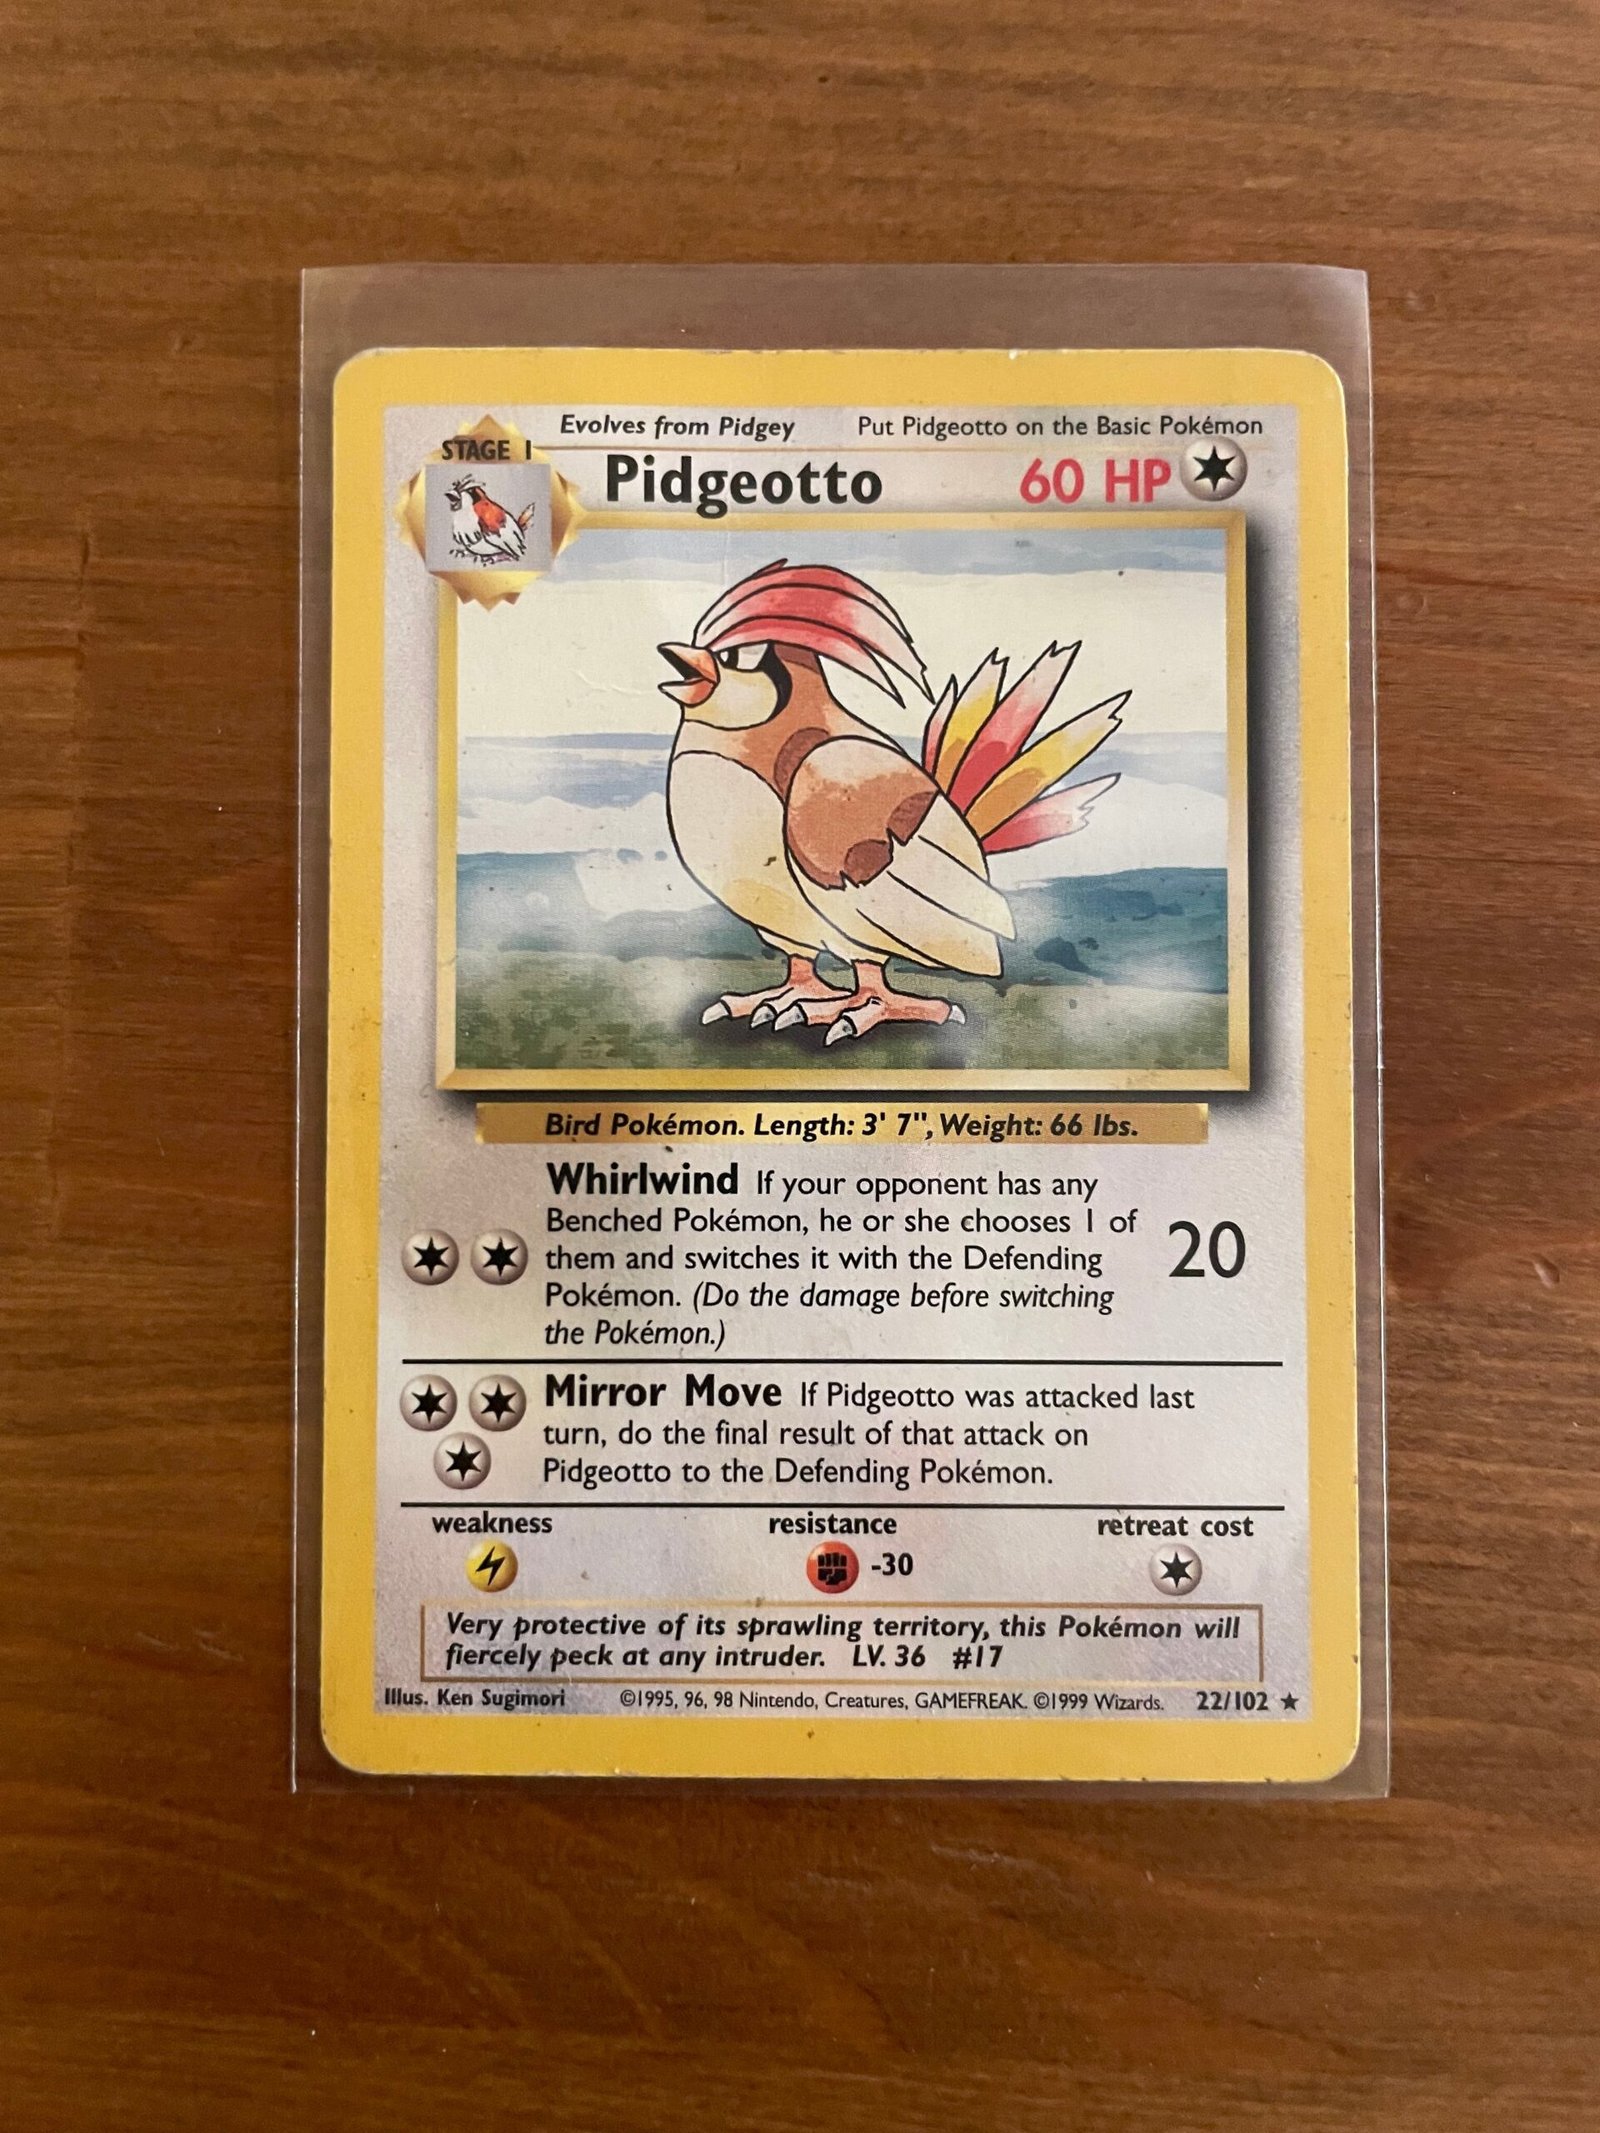 Evolves from Pidgey Put Pidgeotto on the Basic Pokémon
STAGE 1
Pidgeotto 60 HP
Bird Pokémon. Length: 3' 7", Weight: 66 lbs.
Whirlwind If your opponent has any
Benched Pokémon, he or she chooses 1 of
them and switches it with the Defending
Pokémon. (Do the damage before switching
the Pokémon.)
20
Mirror Move If Pidgeotto was attacked last
turn, do the final result of that attack on
Pidgeotto to the Defending Pokémon.
weakness resistance retreat cost
-30
Very protective of its sprawling territory, this Pokémon will
fiercely peck at any intruder. LV. 36 #17
Illus. Ken Sugimori ©1995, 96, 98 Nintendo, Creatures, GAMEFREAK. ©1999 Wizards. 22/102 ★